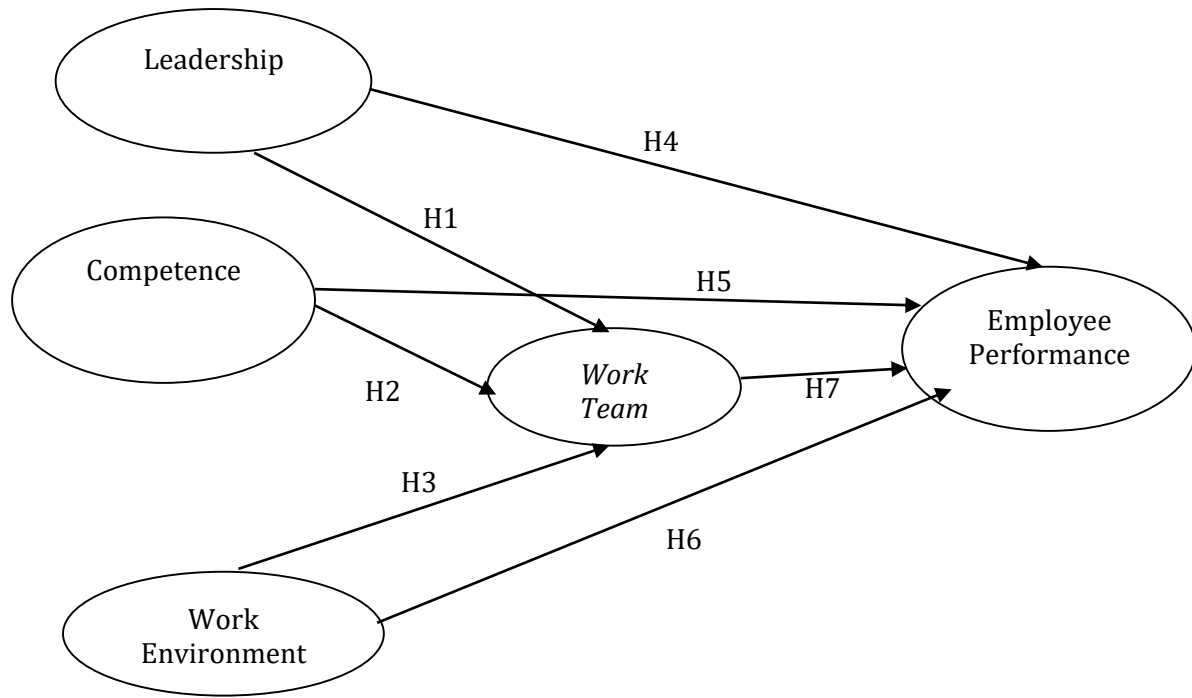 Leadership
H4
H1
Competence
H5
Employee
Performance
Work
Team
H2
H7
H3
H6
Work
Environment